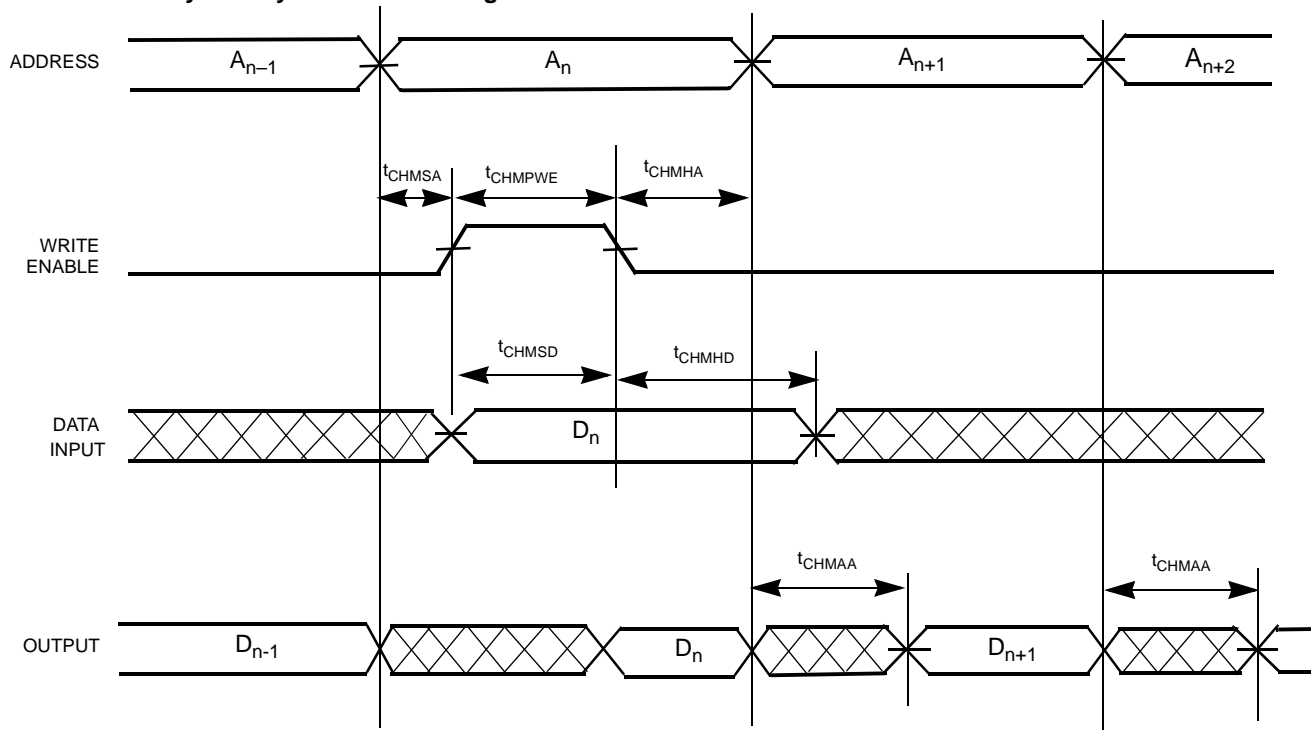 ADDRESS
An–1
An
An+1
An+2
tCHMSA
tCHMPWE
tCHMHA
WRITE
ENABLE
tCHMSD
tCHMHD
DATA
INPUT
Dn
tCHMAA
tCHMAA
OUTPUT
Dn-1
Dn
Dn+1